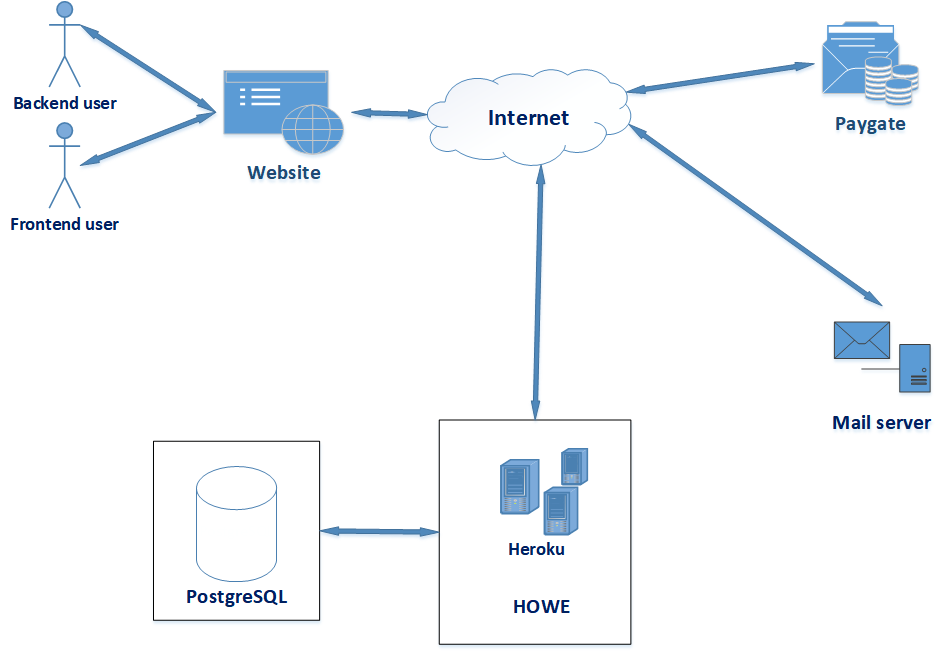 Backend user
Frontend user
Website
Internet
Paygate
Mail server
PostgreSQL
Heroku
HOWE